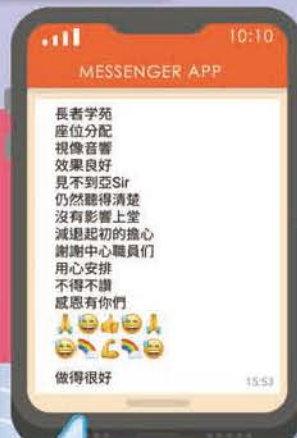 10:10
MESSENGER APP
長者学苑
座位分配
視像音響
效果良好
見不到亞Sir
仍然聽得清楚
沒有影響上堂
減退起初的擔心
謝謝中心職員们
用心安排
不得不讚
感恩有你們
🙏😅👍😅🙏
😅🌈💪🌈😅
做得很好
15:53